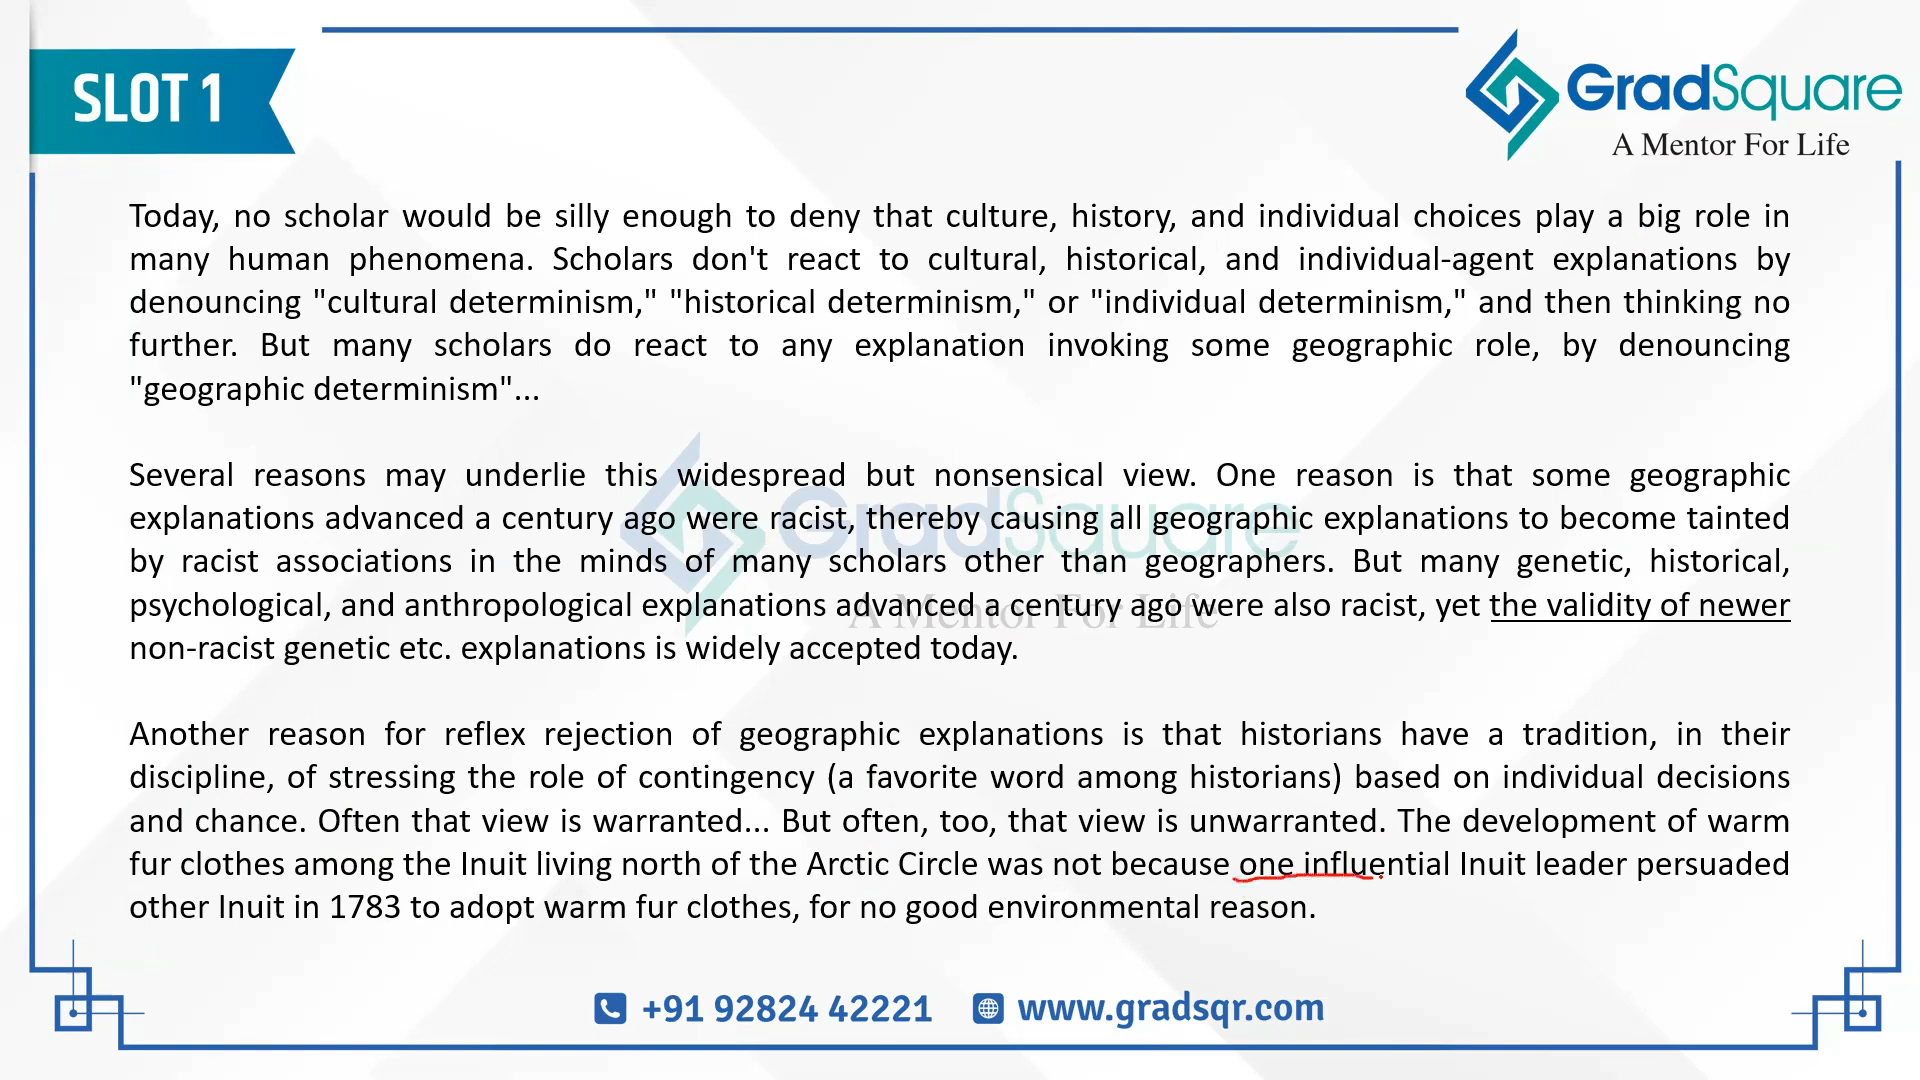 SLOT 1
GradSquare
A Mentor For Life
Today, no scholar would be silly enough to deny that culture, history, and individual choices play a big role in
many human phenomena. Scholars don't react to cultural, historical, and individual-agent explanations by
denouncing "cultural determinism," "historical determinism," or "individual determinism," and then thinking no
further. But many scholars do react to any explanation invoking some geographic role, by denouncing
"geographic determinism"...
Several reasons may underlie this widespread but nonsensical view. One reason is that some geographic
explanations advanced a century ago were racist, thereby causing all geographic explanations to become tainted
by racist associations in the minds of many scholars other than geographers. But many genetic, historical,
psychological, and anthropological explanations advanced a century ago were also racist, yet the validity of newer
non-racist genetic etc. explanations is widely accepted today.
Another reason for reflex rejection of geographic explanations is that historians have a tradition, in their
discipline, of stressing the role of contingency (a favorite word among historians) based on individual decisions
and chance. Often that view is warranted... But often, too, that view is unwarranted. The development of warm
fur clothes among the Inuit living north of the Arctic Circle was not because one influential Inuit leader persuaded
other Inuit in 1783 to adopt warm fur clothes, for no good environmental reason.
GradSquare
A Mentor For Life
+91 92824 42221 www.gradsqr.com